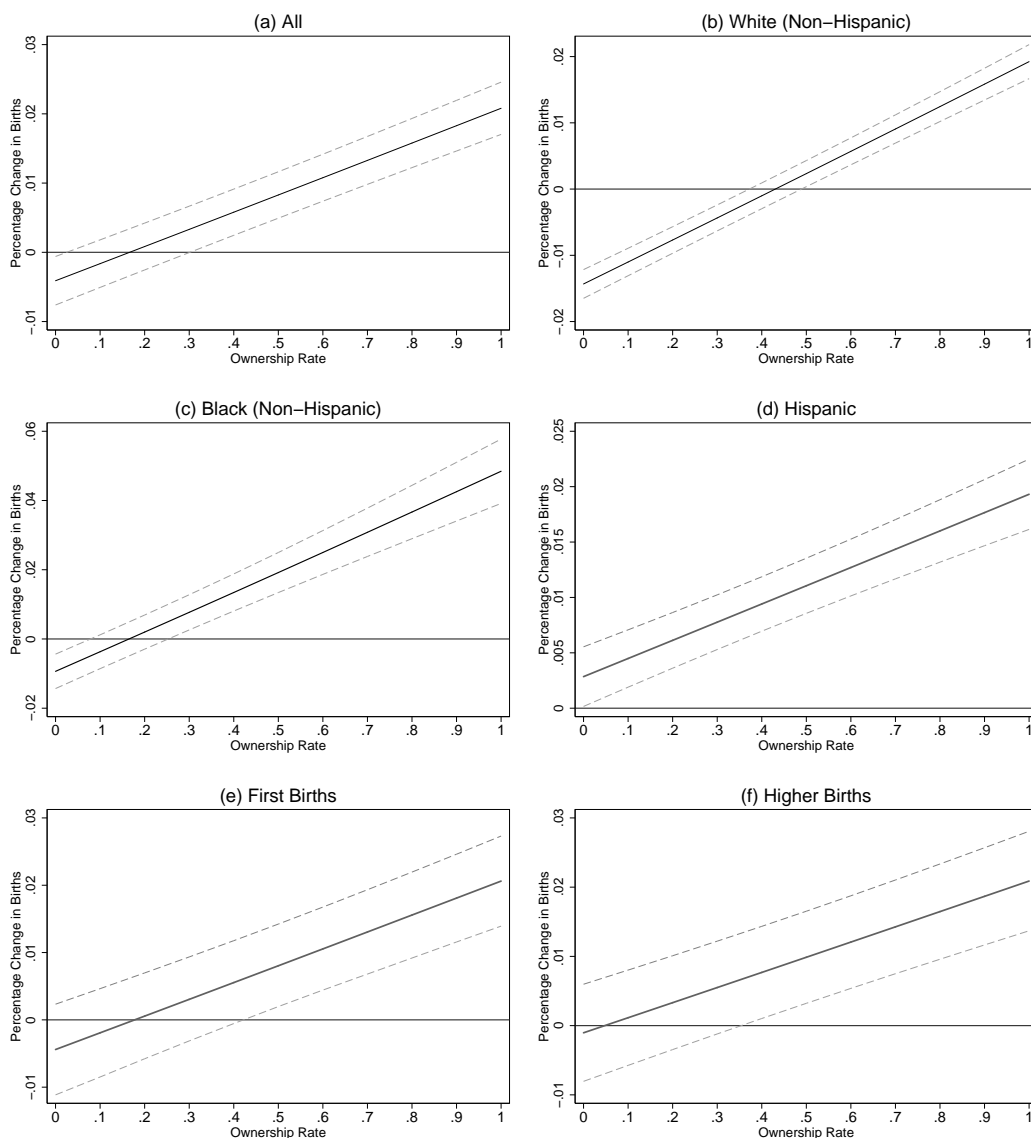 (a) All
Percentage Change in Births
.03
.02
.01
0
-.01
0 .1 .2 .3 .4 .5 .6 .7 .8 .9 1
Ownership Rate
(b) White (Non-Hispanic)
Percentage Change in Births
.02
.01
0
-.01
-.02
0 .1 .2 .3 .4 .5 .6 .7 .8 .9 1
Ownership Rate
(c) Black (Non-Hispanic)
Percentage Change in Births
.06
.04
.02
0
-.02
0 .1 .2 .3 .4 .5 .6 .7 .8 .9 1
Ownership Rate
(d) Hispanic
Percentage Change in Births
.025
.02
.015
.01
.005
0
0 .1 .2 .3 .4 .5 .6 .7 .8 .9 1
Ownership Rate
(e) First Births
Percentage Change in Births
.03
.02
.01
0
-.01
0 .1 .2 .3 .4 .5 .6 .7 .8 .9 1
Ownership Rate
(f) Higher Births
Percentage Change in Births
.03
.02
.01
0
-.01
0 .1 .2 .3 .4 .5 .6 .7 .8 .9 1
Ownership Rate